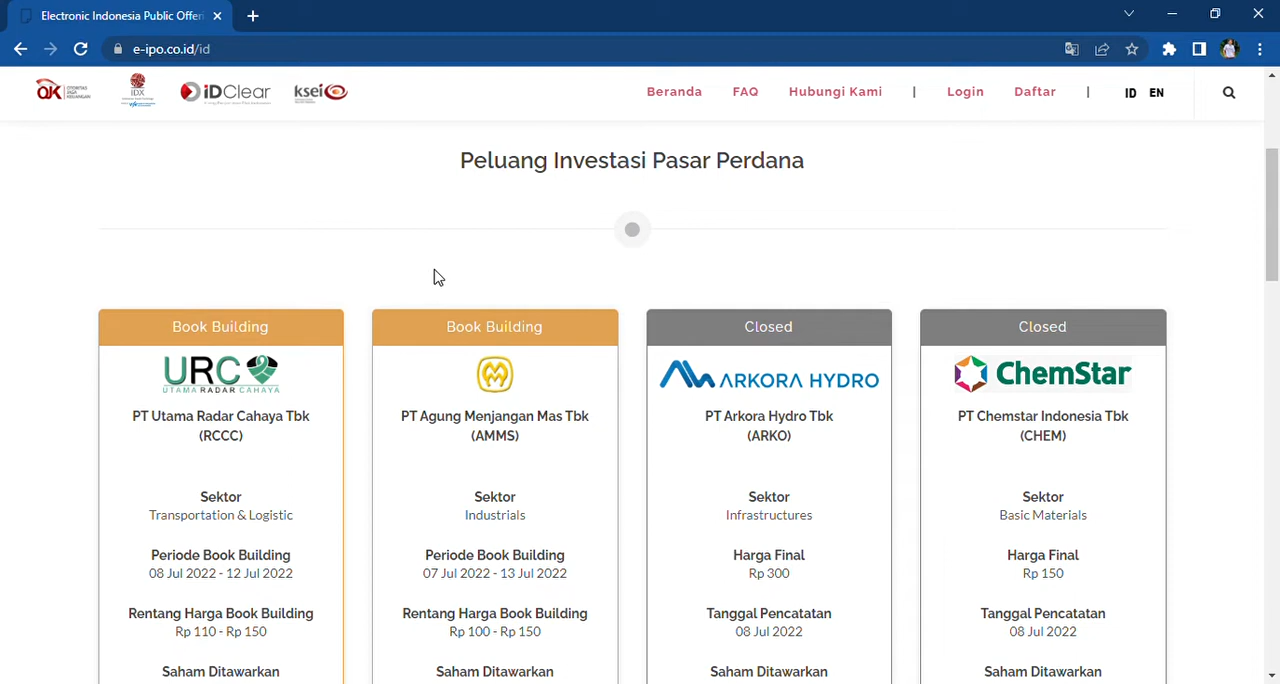 Electronic Indonesia Public Offeri
e-ipo.co.id/id
OJK OTORITAS JASA KEUANGAN
IDX
iDClear
ksei
Beranda FAQ Hubungi Kami | Login Daftar | ID EN
Peluang Investasi Pasar Perdana
Book Building
URC
UTAMA RADAR CAHAYA
PT Utama Radar Cahaya Tbk
(RCCC)
Sektor
Transportation & Logistic
Periode Book Building
08 Jul 2022 - 12 Jul 2022
Rentang Harga Book Building
Rp 110 - Rp 150
Saham Ditawarkan
Book Building
PT Agung Menjangan Mas Tbk
(AMMS)
Sektor
Industrials
Periode Book Building
07 Jul 2022 - 13 Jul 2022
Rentang Harga Book Building
Rp 100 - Rp 150
Saham Ditawarkan
Closed
ARKORA HYDRO
PT Arkora Hydro Tbk
(ARKO)
Sektor
Infrastructures
Harga Final
Rp 300
Tanggal Pencatatan
08 Jul 2022
Saham Ditawarkan
Closed
ChemStar
PT Chemstar Indonesia Tbk
(CHEM)
Sektor
Basic Materials
Harga Final
Rp 150
Tanggal Pencatatan
08 Jul 2022
Saham Ditawarkan